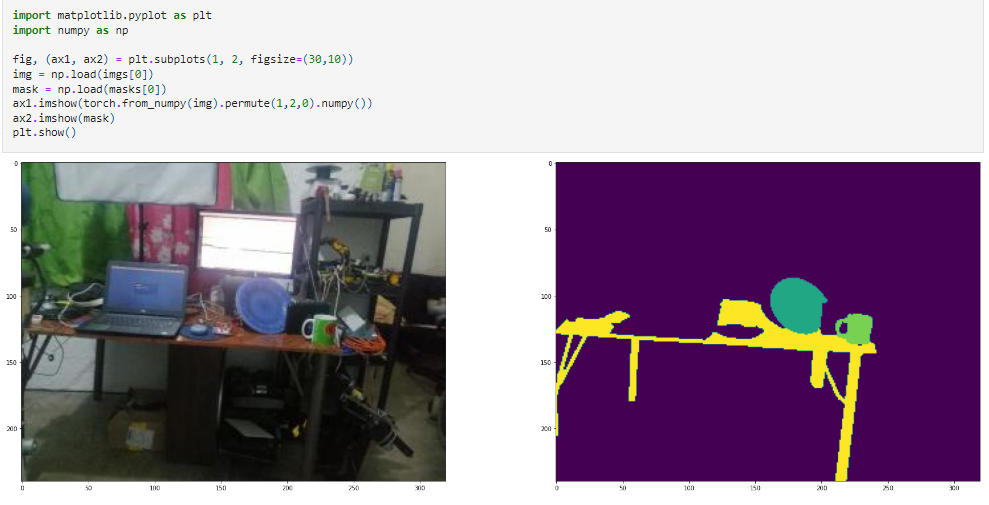 import matplotlib.pyplot as plt
import numpy as np
fig, (ax1, ax2) = plt.subplots(1, 2, figsize=(30,10))
img = np.load(imgs[0])
mask = np.load(masks[0])
ax1.imshow(torch.from_numpy(img).permute(1,2,0).numpy())
ax2.imshow(mask)
plt.show()
0
50
100
150
200
0 50 100 150 200 250 300
0
50
100
150
200
0 50 100 150 200 250 300